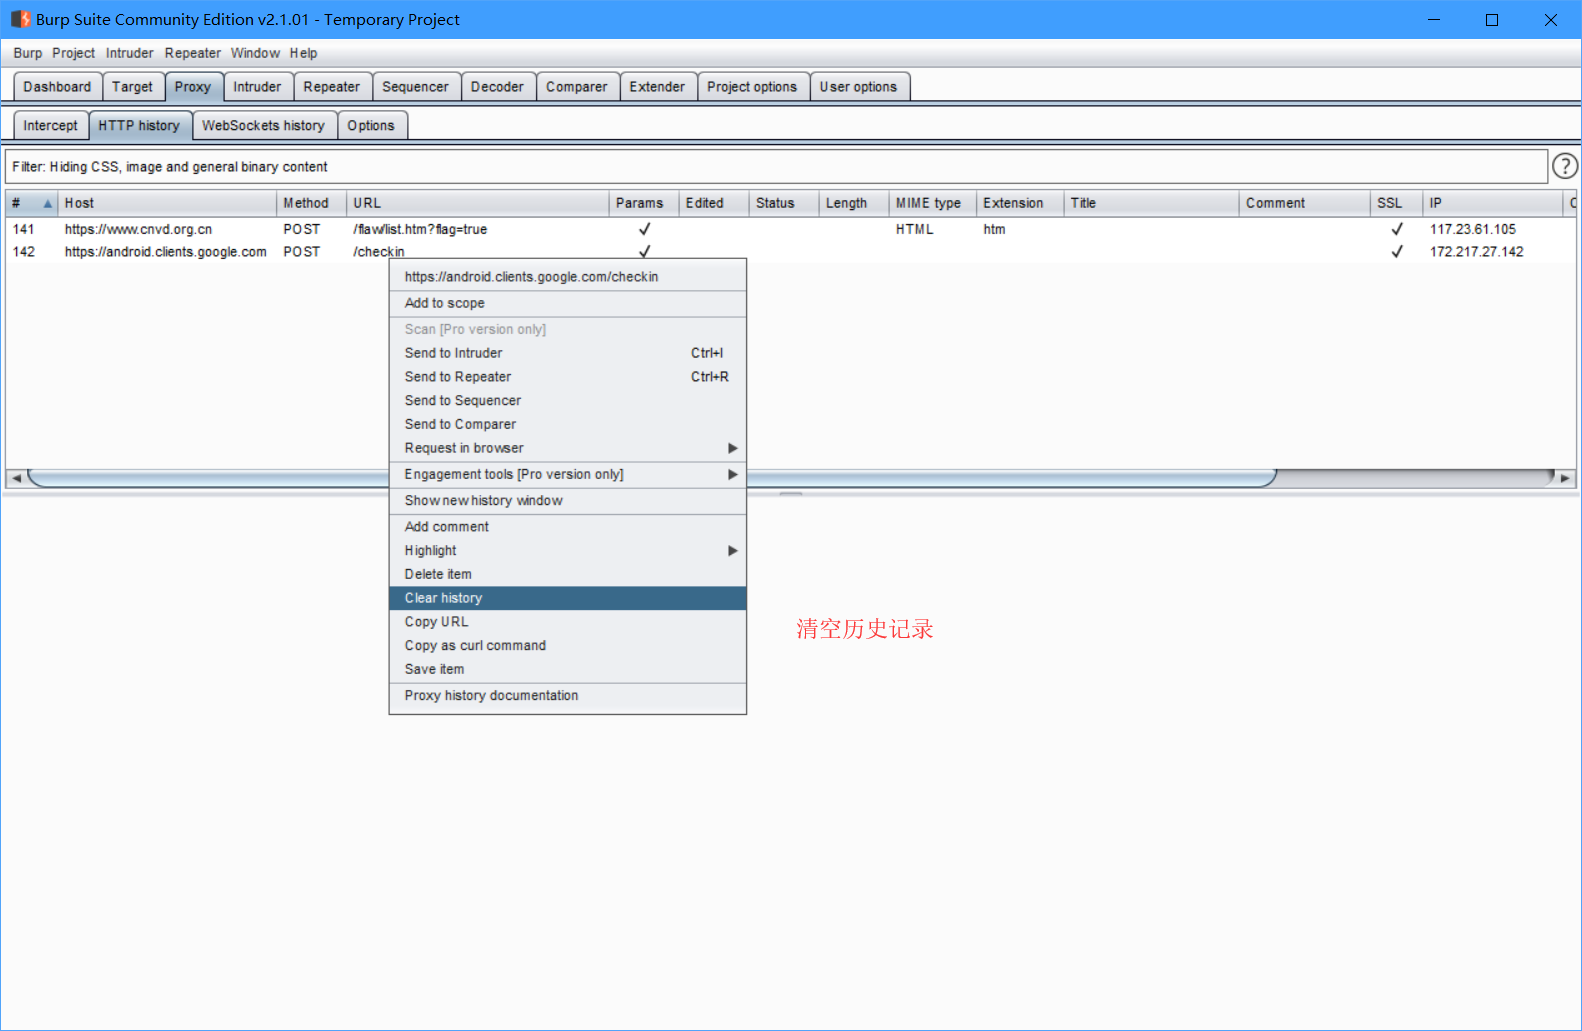 Burp Suite Community Edition v2.1.01 - Temporary Project
Burp Project Intruder Repeater Window Help
Dashboard Target Proxy Intruder Repeater Sequencer Decoder Comparer Extender Project options User options
Intercept HTTP history WebSockets history Options
Filter: Hiding CSS, image and general binary content
?
# Host Method URL Params Edited Status Length MIME type Extension Title Comment SSL IP
141 https://www.cnvd.org.cn POST /flaw/list.htm?flag=true ✓ HTML htm ✓ 117.23.61.105
142 https://android.clients.google.com POST /checkin ✓ ✓ 172.217.27.142
https://android.clients.google.com/checkin
Add to scope
Scan [Pro version only]
Send to Intruder Ctrl+I
Send to Repeater Ctrl+R
Send to Sequencer
Send to Comparer
Request in browser
Engagement tools [Pro version only]
Show new history window
Add comment
Highlight
Delete item
Clear history
Copy URL
清空历史记录
Copy as curl command
Save item
Proxy history documentation